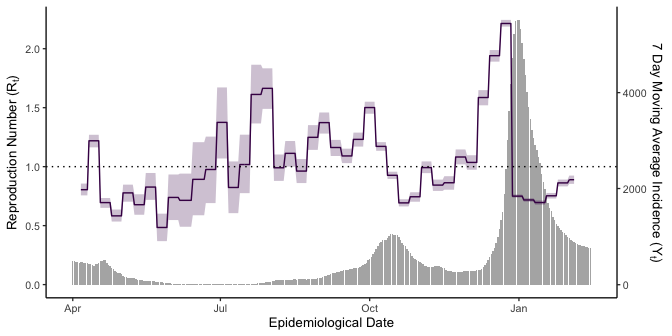 Reproduction Number (Rt)
2.0
1.5
1.0
0.5
0.0
4000
2000
0
7 Day Moving Average Incidence (Yt)
Apr
Jul
Oct
Jan
Epidemiological Date